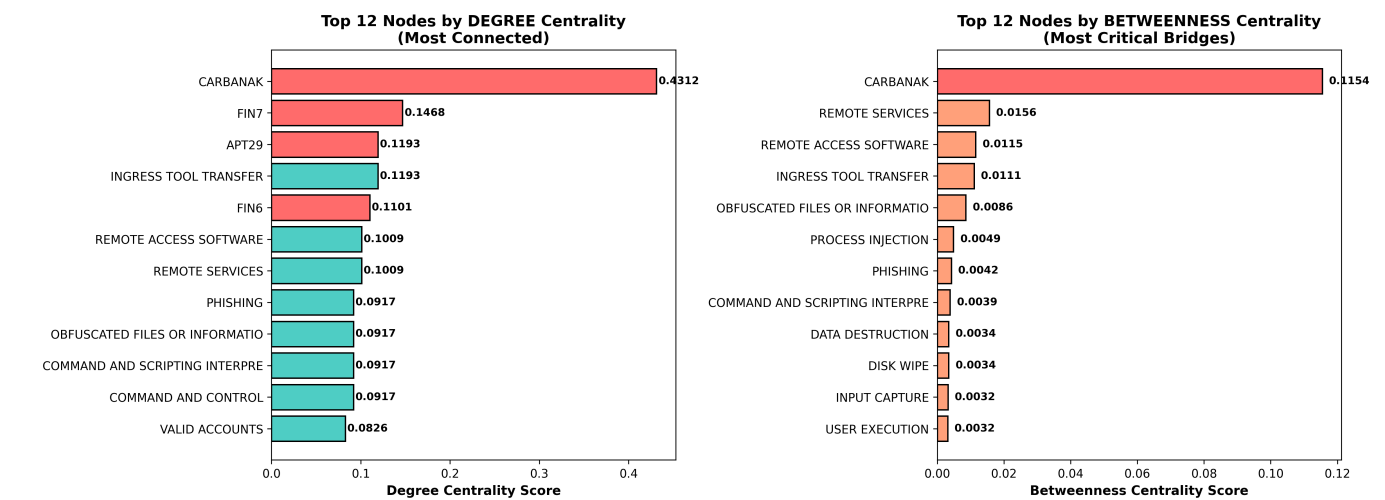 Top 12 Nodes by DEGREE Centrality
(Most Connected)
CARBANAK 0.4312
FIN7 0.1468
APT29 0.1193
INGRESS TOOL TRANSFER 0.1193
FIN6 0.1101
REMOTE ACCESS SOFTWARE 0.1009
REMOTE SERVICES 0.1009
PHISHING 0.0917
OBFUSCATED FILES OR INFORMATIO 0.0917
COMMAND AND SCRIPTING INTERPRE 0.0917
COMMAND AND CONTROL 0.0917
VALID ACCOUNTS 0.0826
0.0 0.1 0.2 0.3 0.4
Degree Centrality Score
Top 12 Nodes by BETWEENNESS Centrality
(Most Critical Bridges)
CARBANAK 0.1154
REMOTE SERVICES 0.0156
REMOTE ACCESS SOFTWARE 0.0115
INGRESS TOOL TRANSFER 0.0111
OBFUSCATED FILES OR INFORMATIO 0.0086
PROCESS INJECTION 0.0049
PHISHING 0.0042
COMMAND AND SCRIPTING INTERPRE 0.0039
DATA DESTRUCTION 0.0034
DISK WIPE 0.0034
INPUT CAPTURE 0.0032
USER EXECUTION 0.0032
0.00 0.02 0.04 0.06 0.08 0.10 0.12
Betweenness Centrality Score